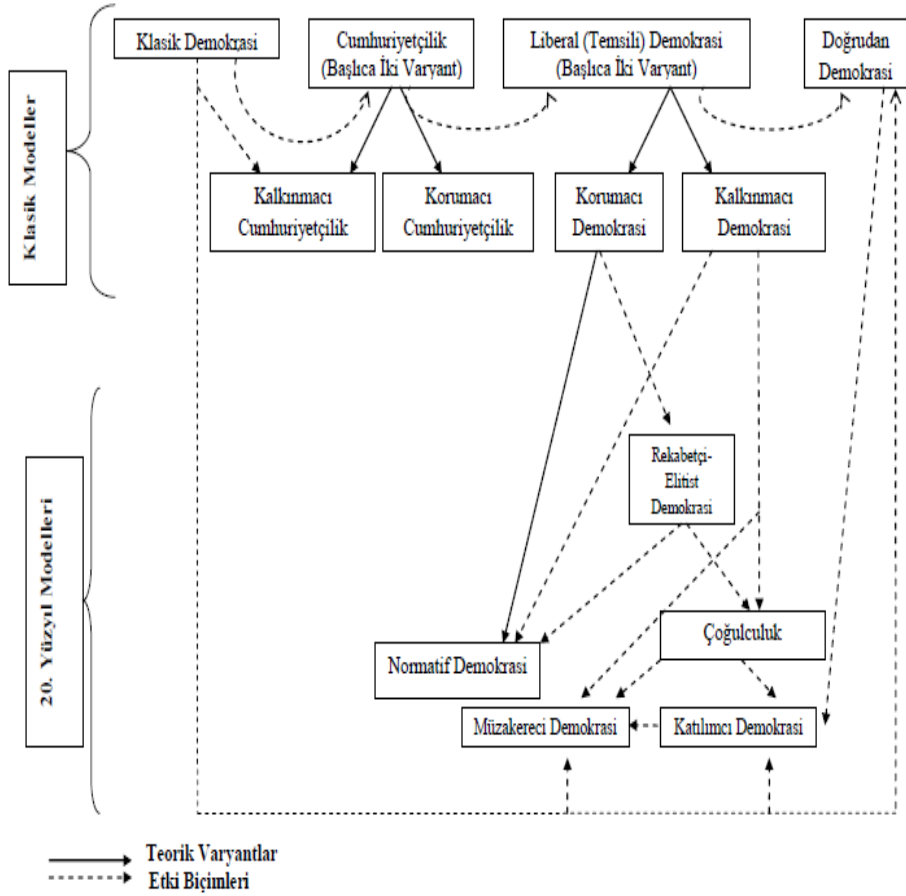 Klasik Modeller
Klasik Demokrasi
Cumhuriyetçilik
(Başlıca İki Varyant)
Liberal (Temsili) Demokrasi
(Başlıca İki Varyant)
Doğrudan
Demokrasi
Kalkınmacı
Cumhuriyetçilik
Korumacı
Cumhuriyetçilik
Korumacı
Demokrasi
Kalkınmacı
Demokrasi
20. Yüzyıl Modelleri
Rekabetçi-
Elitist
Demokrasi
Çoğulculuk
Normatif Demokrasi
Müzakereci Demokrasi
Katılımcı Demokrasi
Teorik Varyantlar
Etki Biçimleri